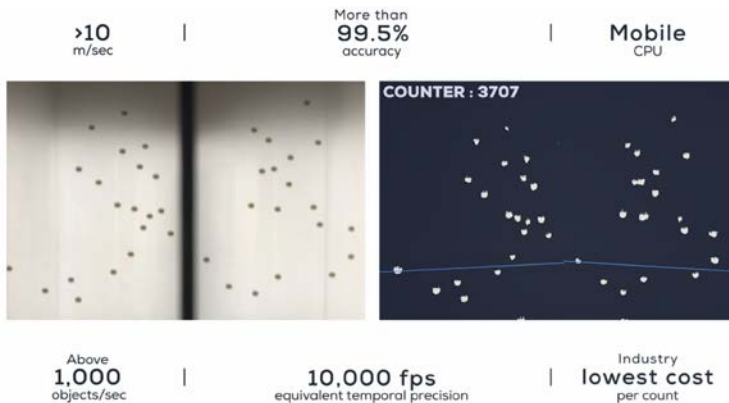 >10
m/sec
More than
99.5%
accuracy
Mobile
CPU
COUNTER : 3707
Above
1,000
objects/sec
10,000 fps
equivalent temporal precision
Industry
lowest cost
per count